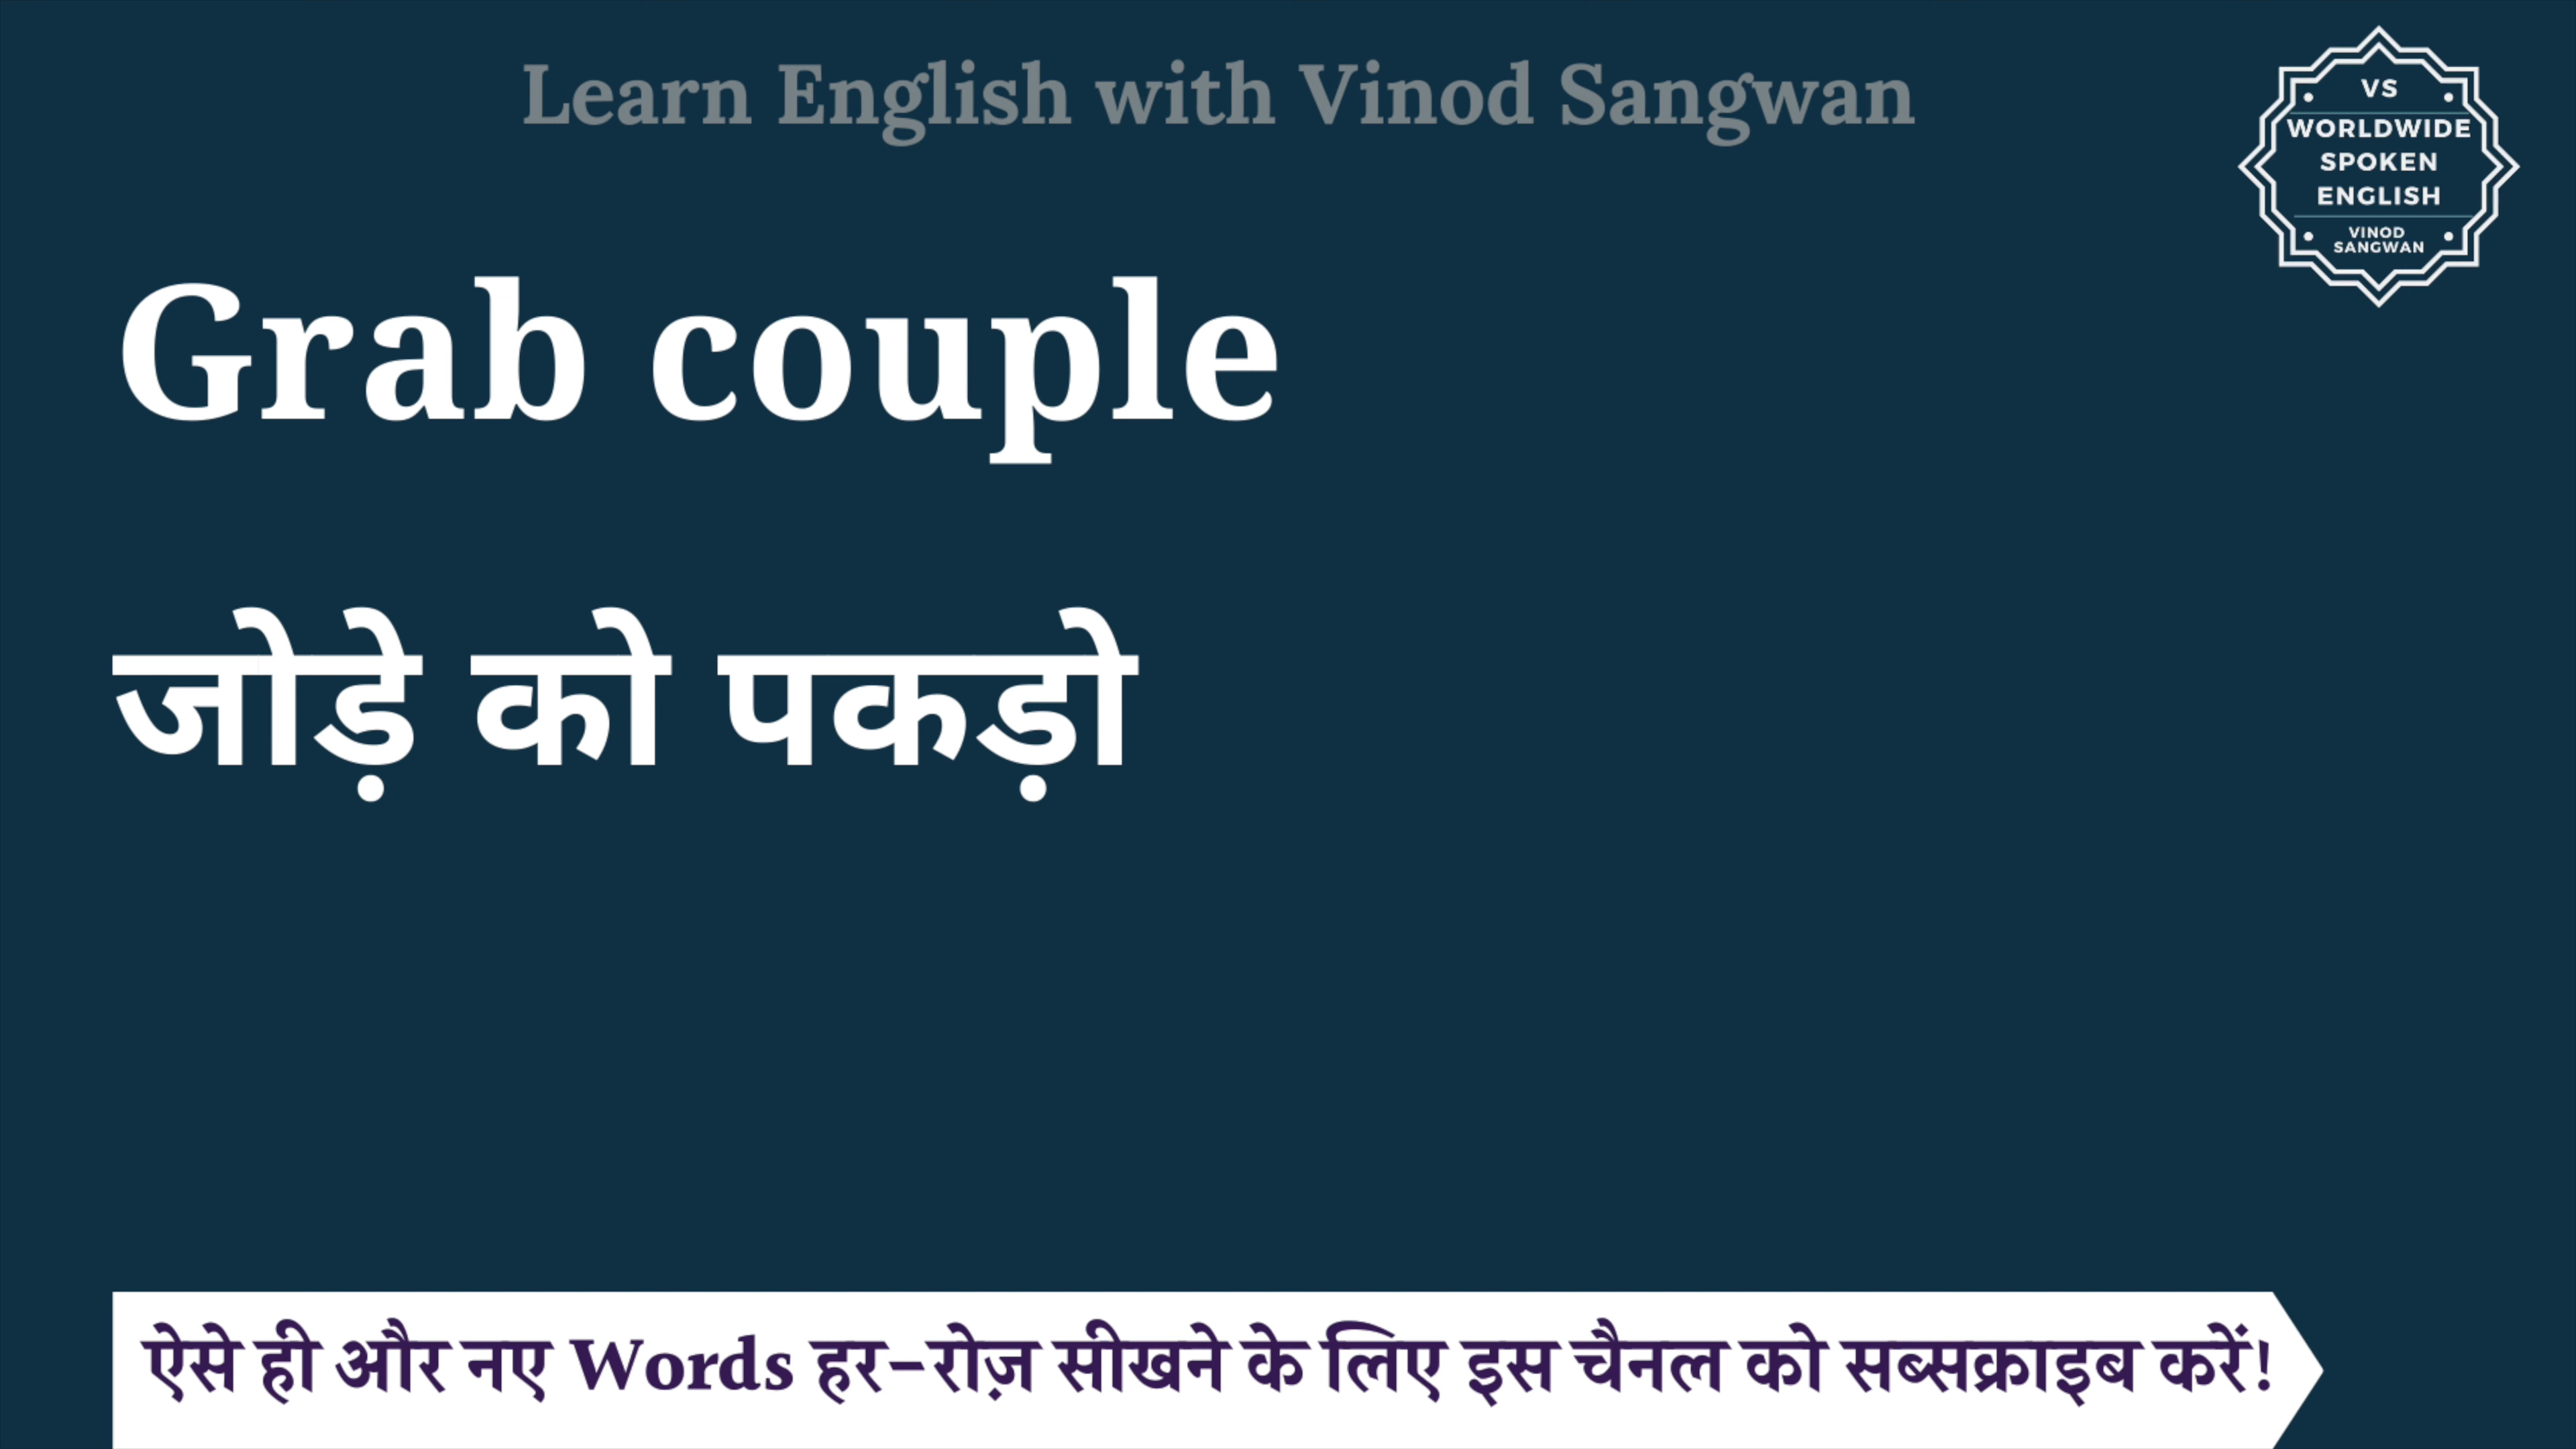 Learn English with Vinod Sangwan
VS
WORLDWIDE
SPOKEN
ENGLISH
VINOD
SANGWAN
Grab couple
जोड़े को पकड़ो
ऐसे ही और नए Words हर-रोज़ सीखने के लिए इस चैनल को सब्सक्राइब करें!